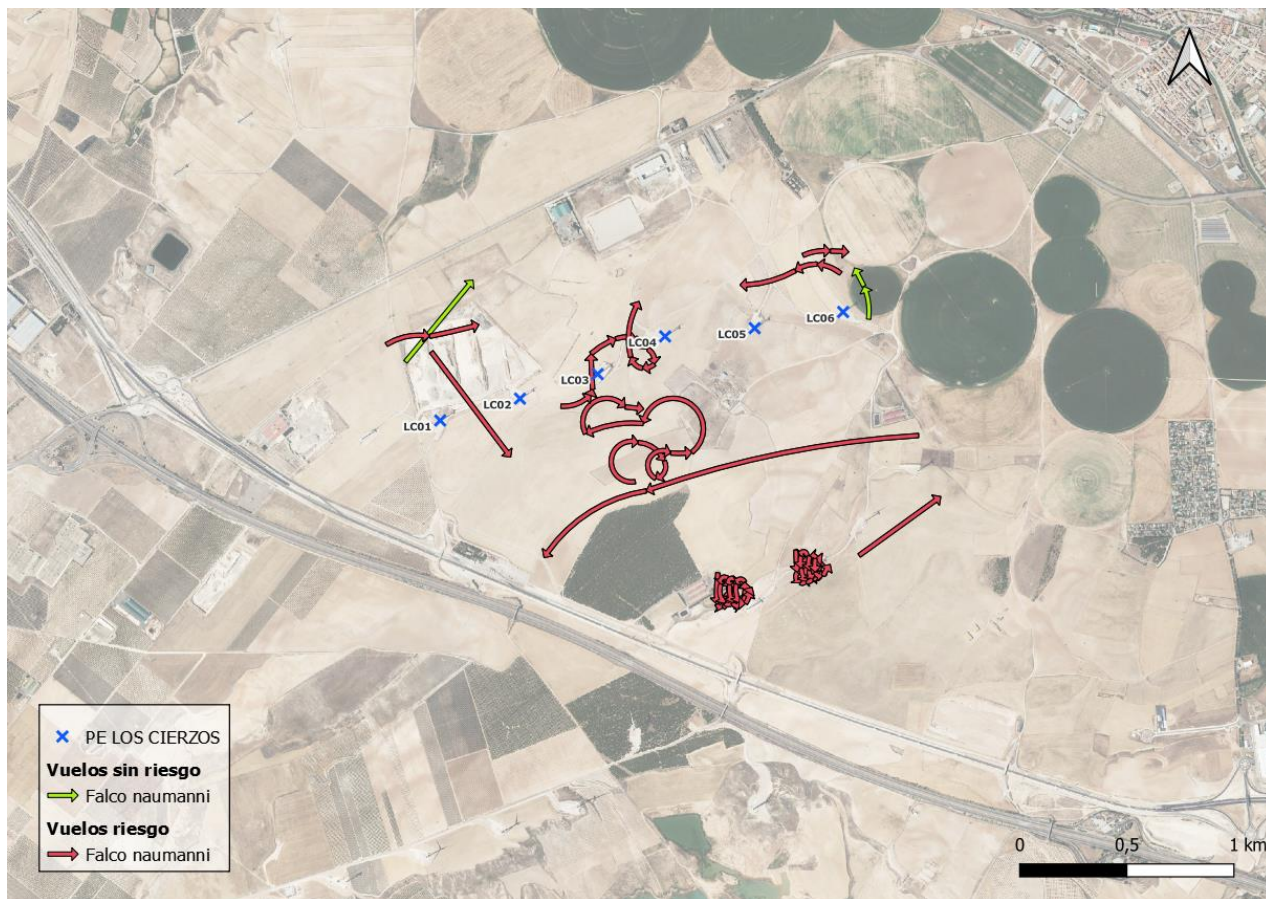 LC01
LC02
LC03
LC04
LC05
LC06
PE LOS CIERZOS
Vuelos sin riesgo
Falco naumanni
Vuelos riesgo
Falco naumanni
0 0,5 1 km